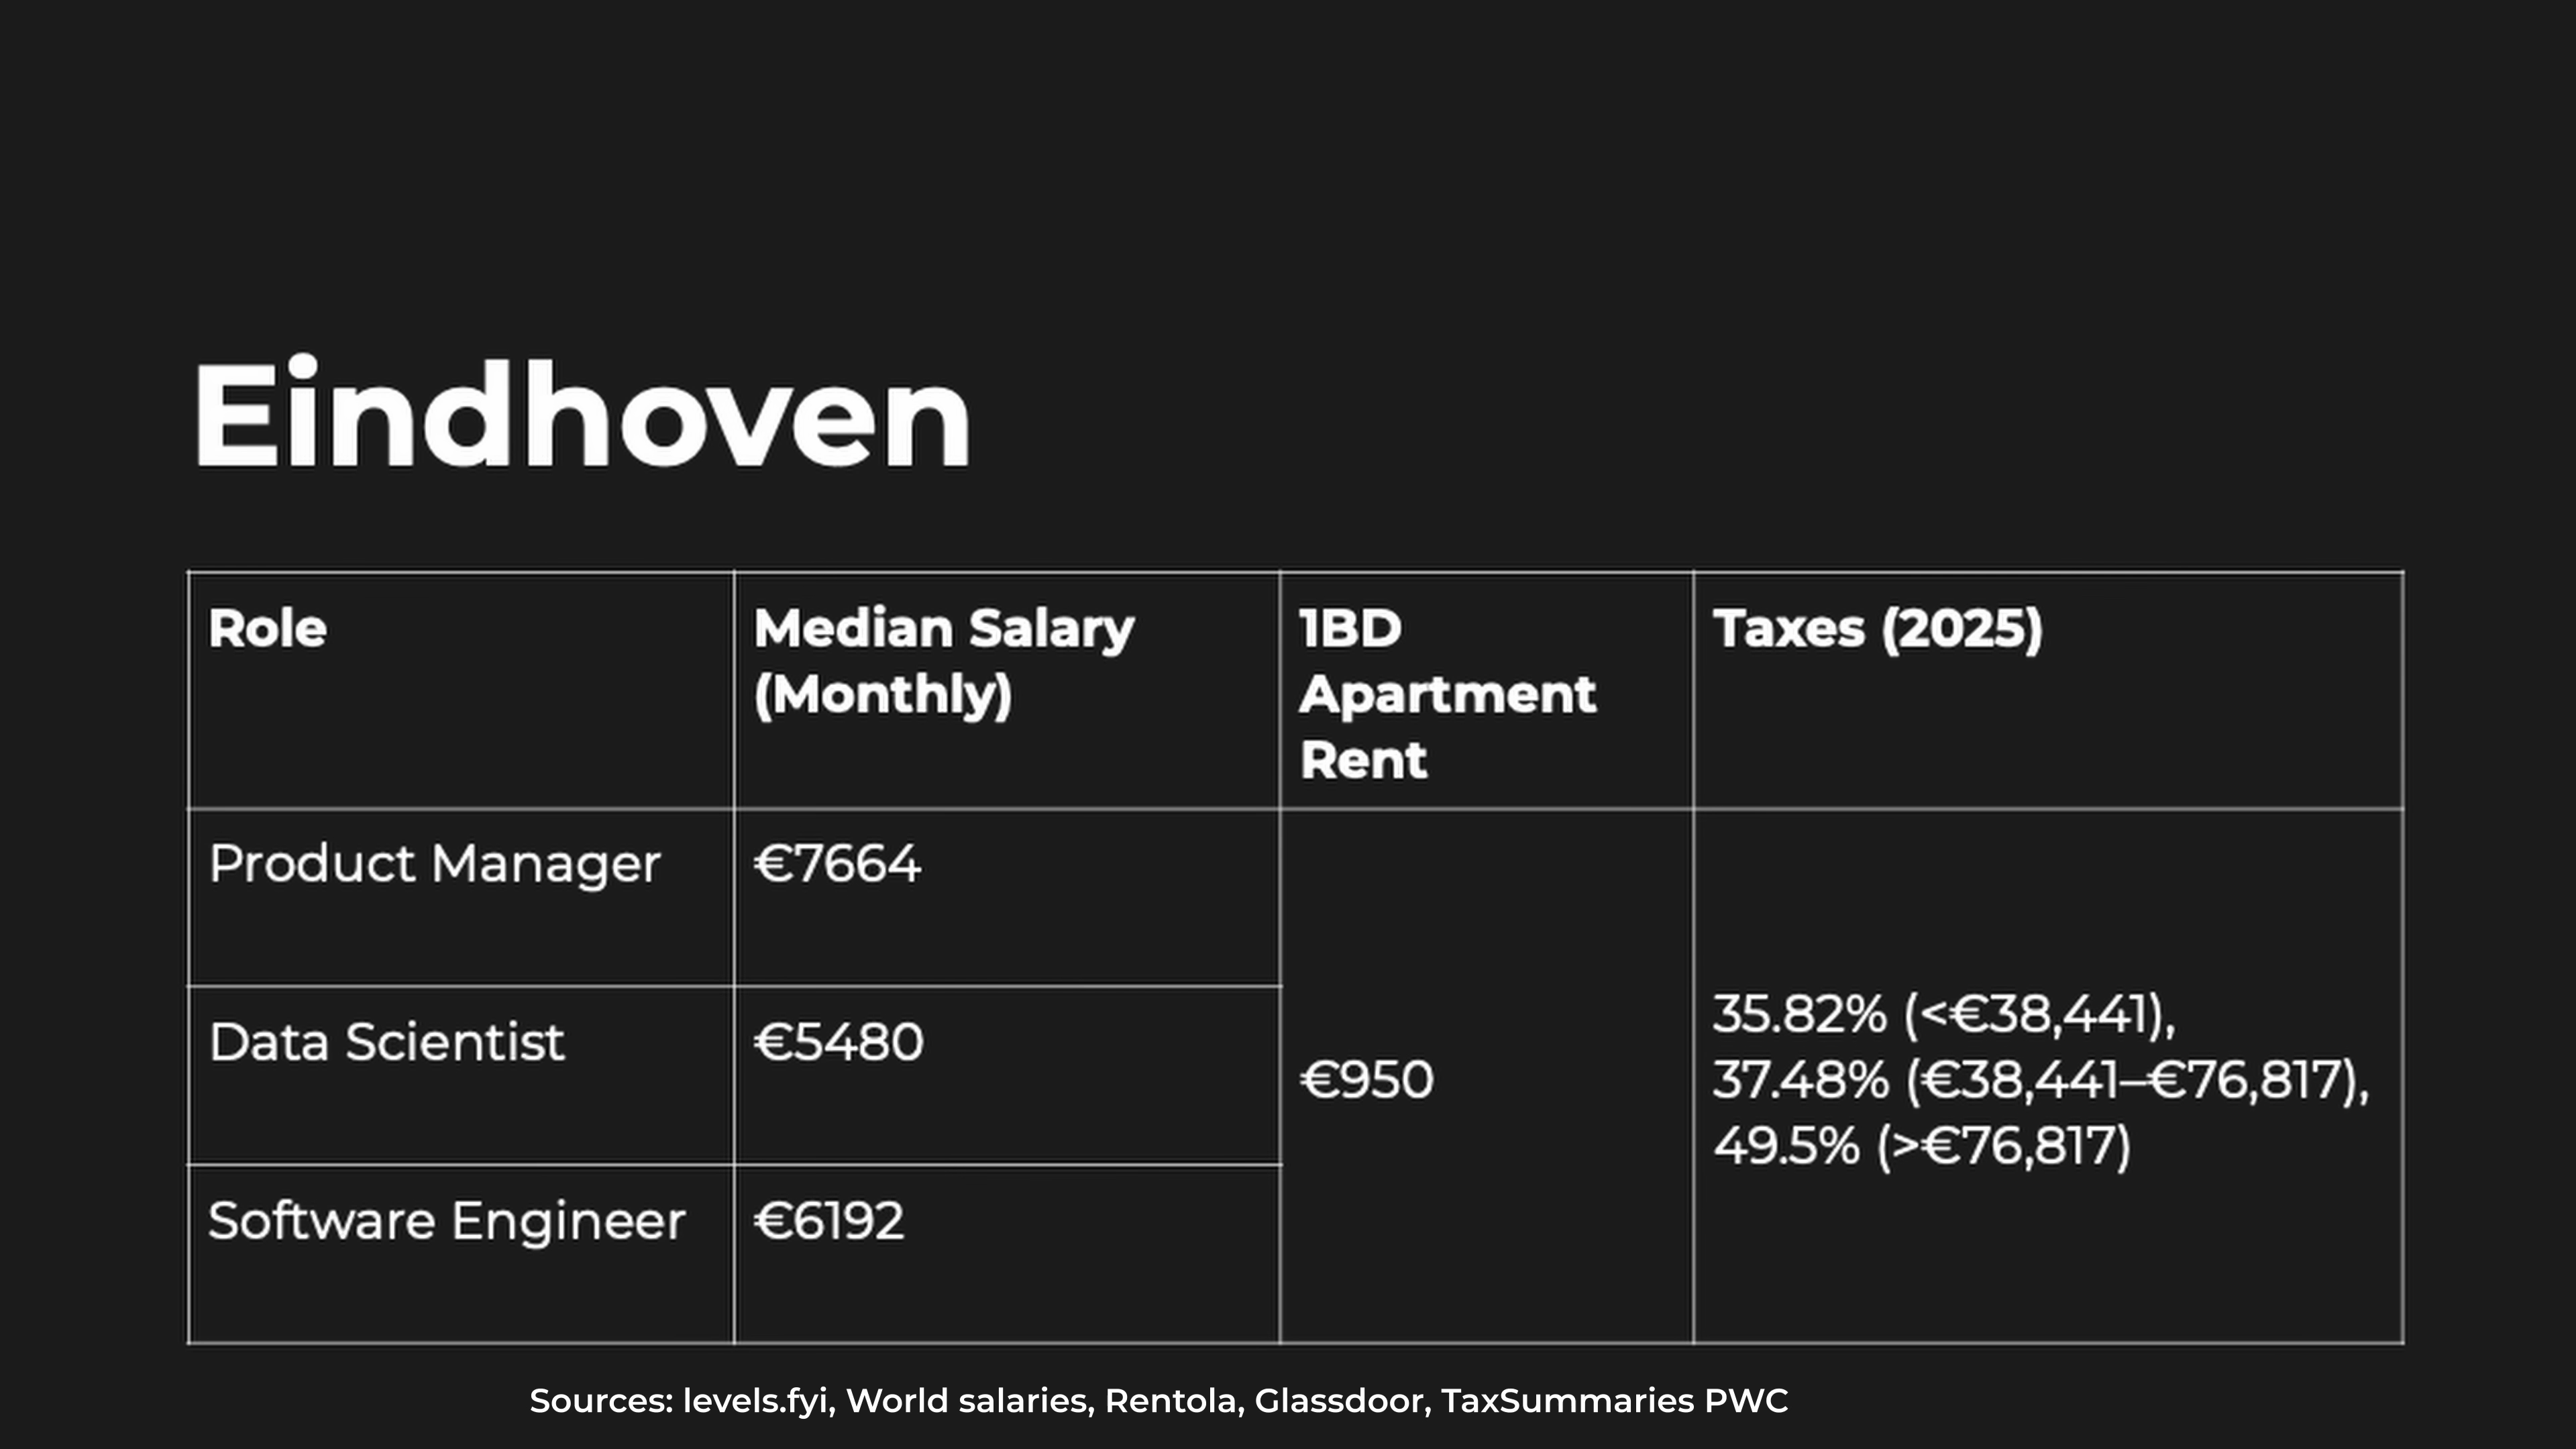 Eindhoven
Role
Median Salary
(Monthly)
1BD
Apartment
Rent
Taxes (2025)
Product Manager
€7664
Data Scientist
€5480
Software Engineer
€6192
€950
35.82% (<€38,441),
37.48% (€38,441–€76,817),
49.5% (>€76,817)
Sources: levels.fyi, World salaries, Rentola, Glassdoor, TaxSummaries PWC